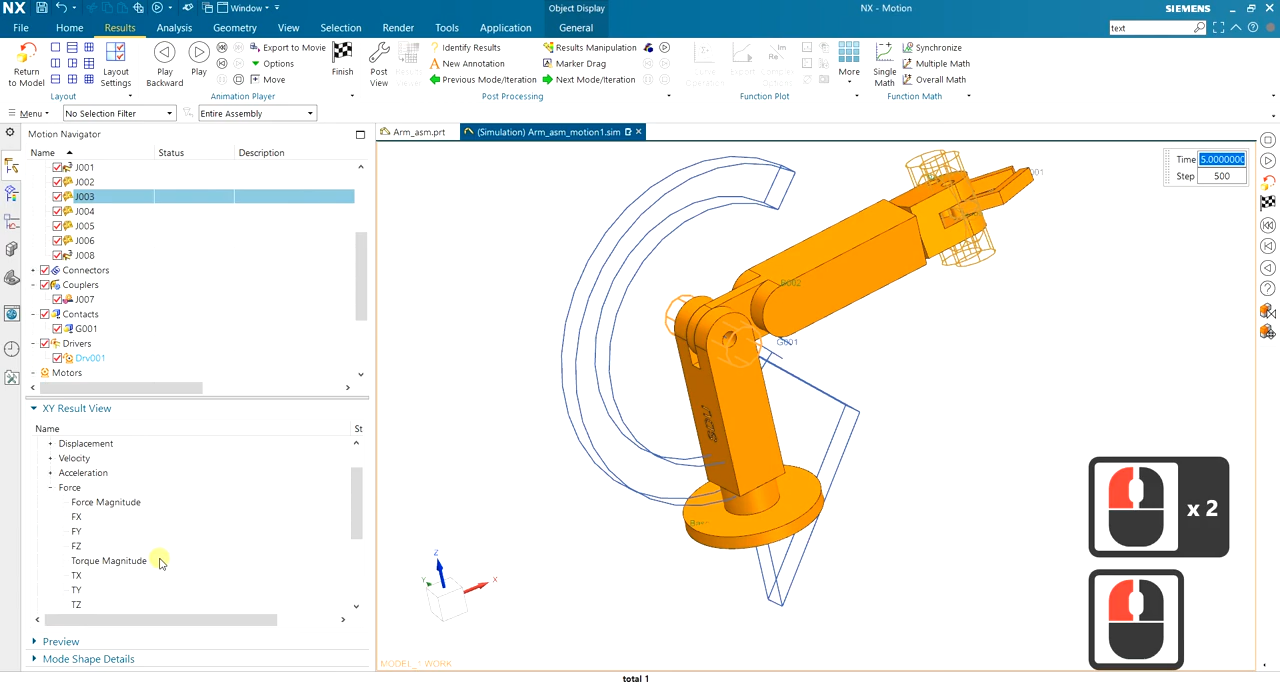 NX
Window
Object Display
NX - Motion
SIEMENS
File
Home
Results
Analysis
Geometry
View
Selection
Render
Tools
Application
General
text
Return to Model
Layout Settings
Play Backward
Play
Export to Movie
Options
Move
Finish
Post View
Identify Results
New Annotation
Previous Mode/Iteration
Results Manipulation
Marker Drag
Next Mode/Iteration
More
Single Math
Synchronize
Multiple Math
Overall Math
Layout
Animation Player
Post Processing
Function Plot
Function Math
Menu
No Selection Filter
Entire Assembly
Motion Navigator
Arm_asm.prt
(Simulation) Arm_asm_motion1.sim
Name
Status
Description
J001
J002
J003
J004
J005
J006
J008
Connectors
Couplers
J007
Contacts
G001
Drivers
Drv001
Motors
Time 5.0000000
Step 500
G002
G001
XY Result View
Name
St
Displacement
Velocity
Acceleration
Force
Force Magnitude
FX
FY
FZ
Torque Magnitude
TX
TY
TZ
Preview
Mode Shape Details
Z
Y
X
MODEL_1 WORK
x 2
total 1